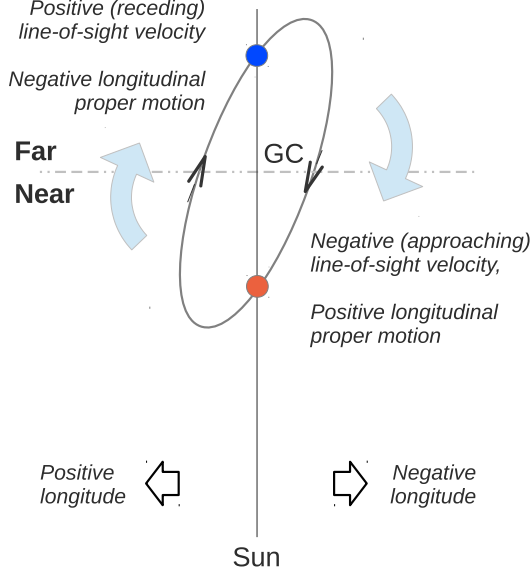 Positive (receding)
line-of-sight velocity
Negative longitudinal
proper motion
GC
Far
Near
Negative (approaching)
line-of-sight velocity,
Positive longitudinal
proper motion
Positive
longitude
Negative
longitude
Sun